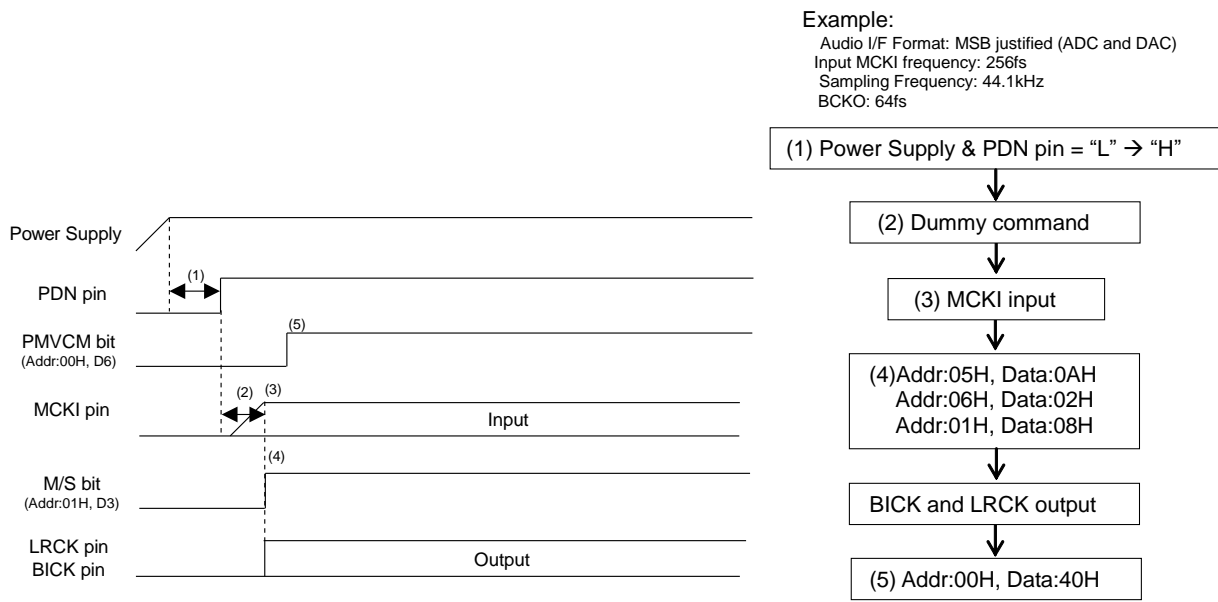 Example:
Audio I/F Format: MSB justified (ADC and DAC)
Input MCKI frequency: 256fs
Sampling Frequency: 44.1kHz
BCKO: 64fs
(1) Power Supply & PDN pin = “L” → “H”
(2) Dummy command
(3) MCKI input
(4)Addr:05H, Data:0AH
Addr:06H, Data:02H
Addr:01H, Data:08H
BICK and LRCK output
(5) Addr:00H, Data:40H
Power Supply
(1)
PDN pin
(5)
PMVCM bit
(Addr:00H, D6)
(2)
(3)
MCKI pin
Input
(4)
M/S bit
(Addr:01H, D3)
LRCK pin
BICK pin
Output